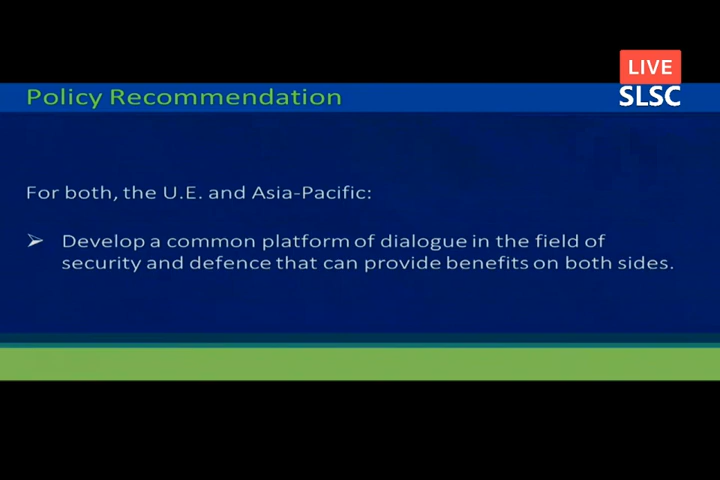 LIVE
SLSC
Policy Recommendation
For both, the U.E. and Asia-Pacific:
Develop a common platform of dialogue in the field of
security and defence that can provide benefits on both sides.